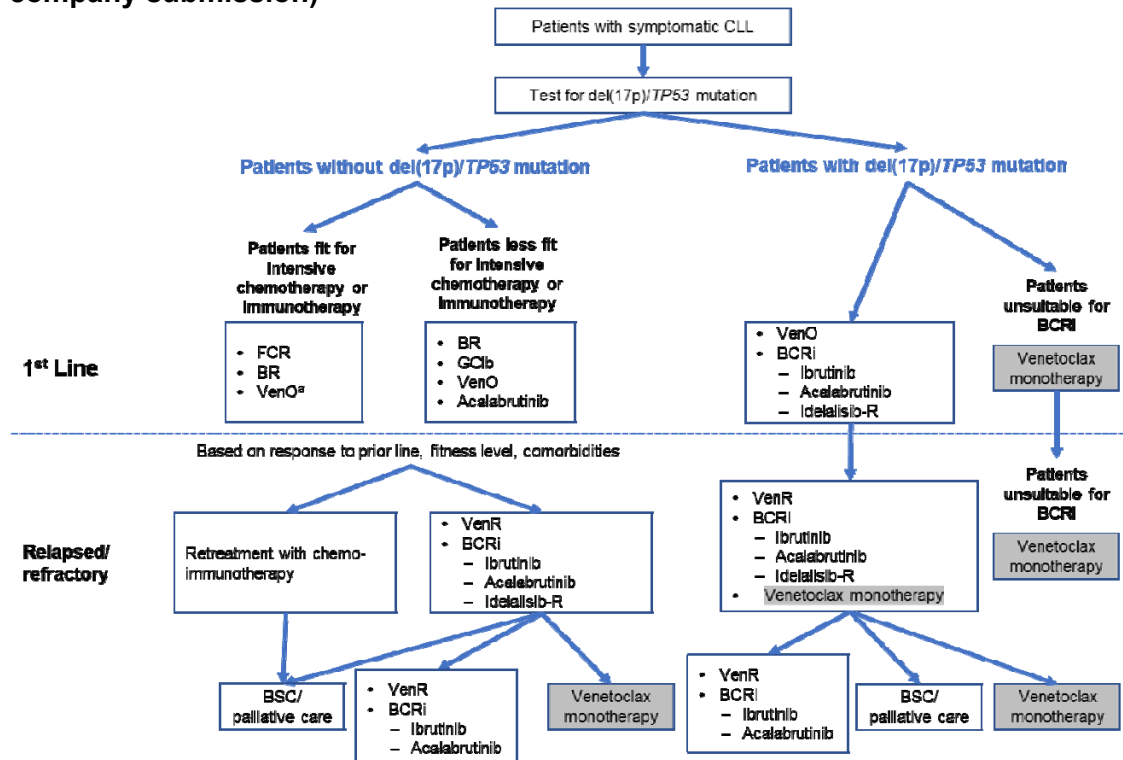 company submission)
Patients with symptomatic CLL
Test for del(17p)/TP53 mutation
Patients without del(17p)/TP53 mutation
Patients with del(17p)/TP53 mutation
Patients fit for
intensive
chemotherapy or
immunotherapy
Patients less fit
for intensive
chemotherapy or
immunotherapy
Patients
unsuitable for
BCRi
1st Line
• FCR
• BR
• VenOª
• BR
• GClb
• VenO
• Acalabrutinib
• VenO
• BCRi
– Ibrutinib
– Acalabrutinib
– Idelalisib-R
Venetoclax
monotherapy
Based on response to prior line, fitness level, comorbidities
Patients
unsuitable for
BCRi
Relapsed/
refractory
Retreatment with chemo-
immunotherapy
• VenR
• BCRi
– Ibrutinib
– Acalabrutinib
– Idelalisib-R
• VenR
• BCRi
– Ibrutinib
– Acalabrutinib
– Idelalisib-R
• Venetoclax monotherapy
Venetoclax
monotherapy
BSC/
palliative care
• VenR
• BCRi
– Ibrutinib
– Acalabrutinib
Venetoclax
monotherapy
• VenR
• BCRi
– Ibrutinib
– Acalabrutinib
BSC/
palliative care
Venetoclax
monotherapy